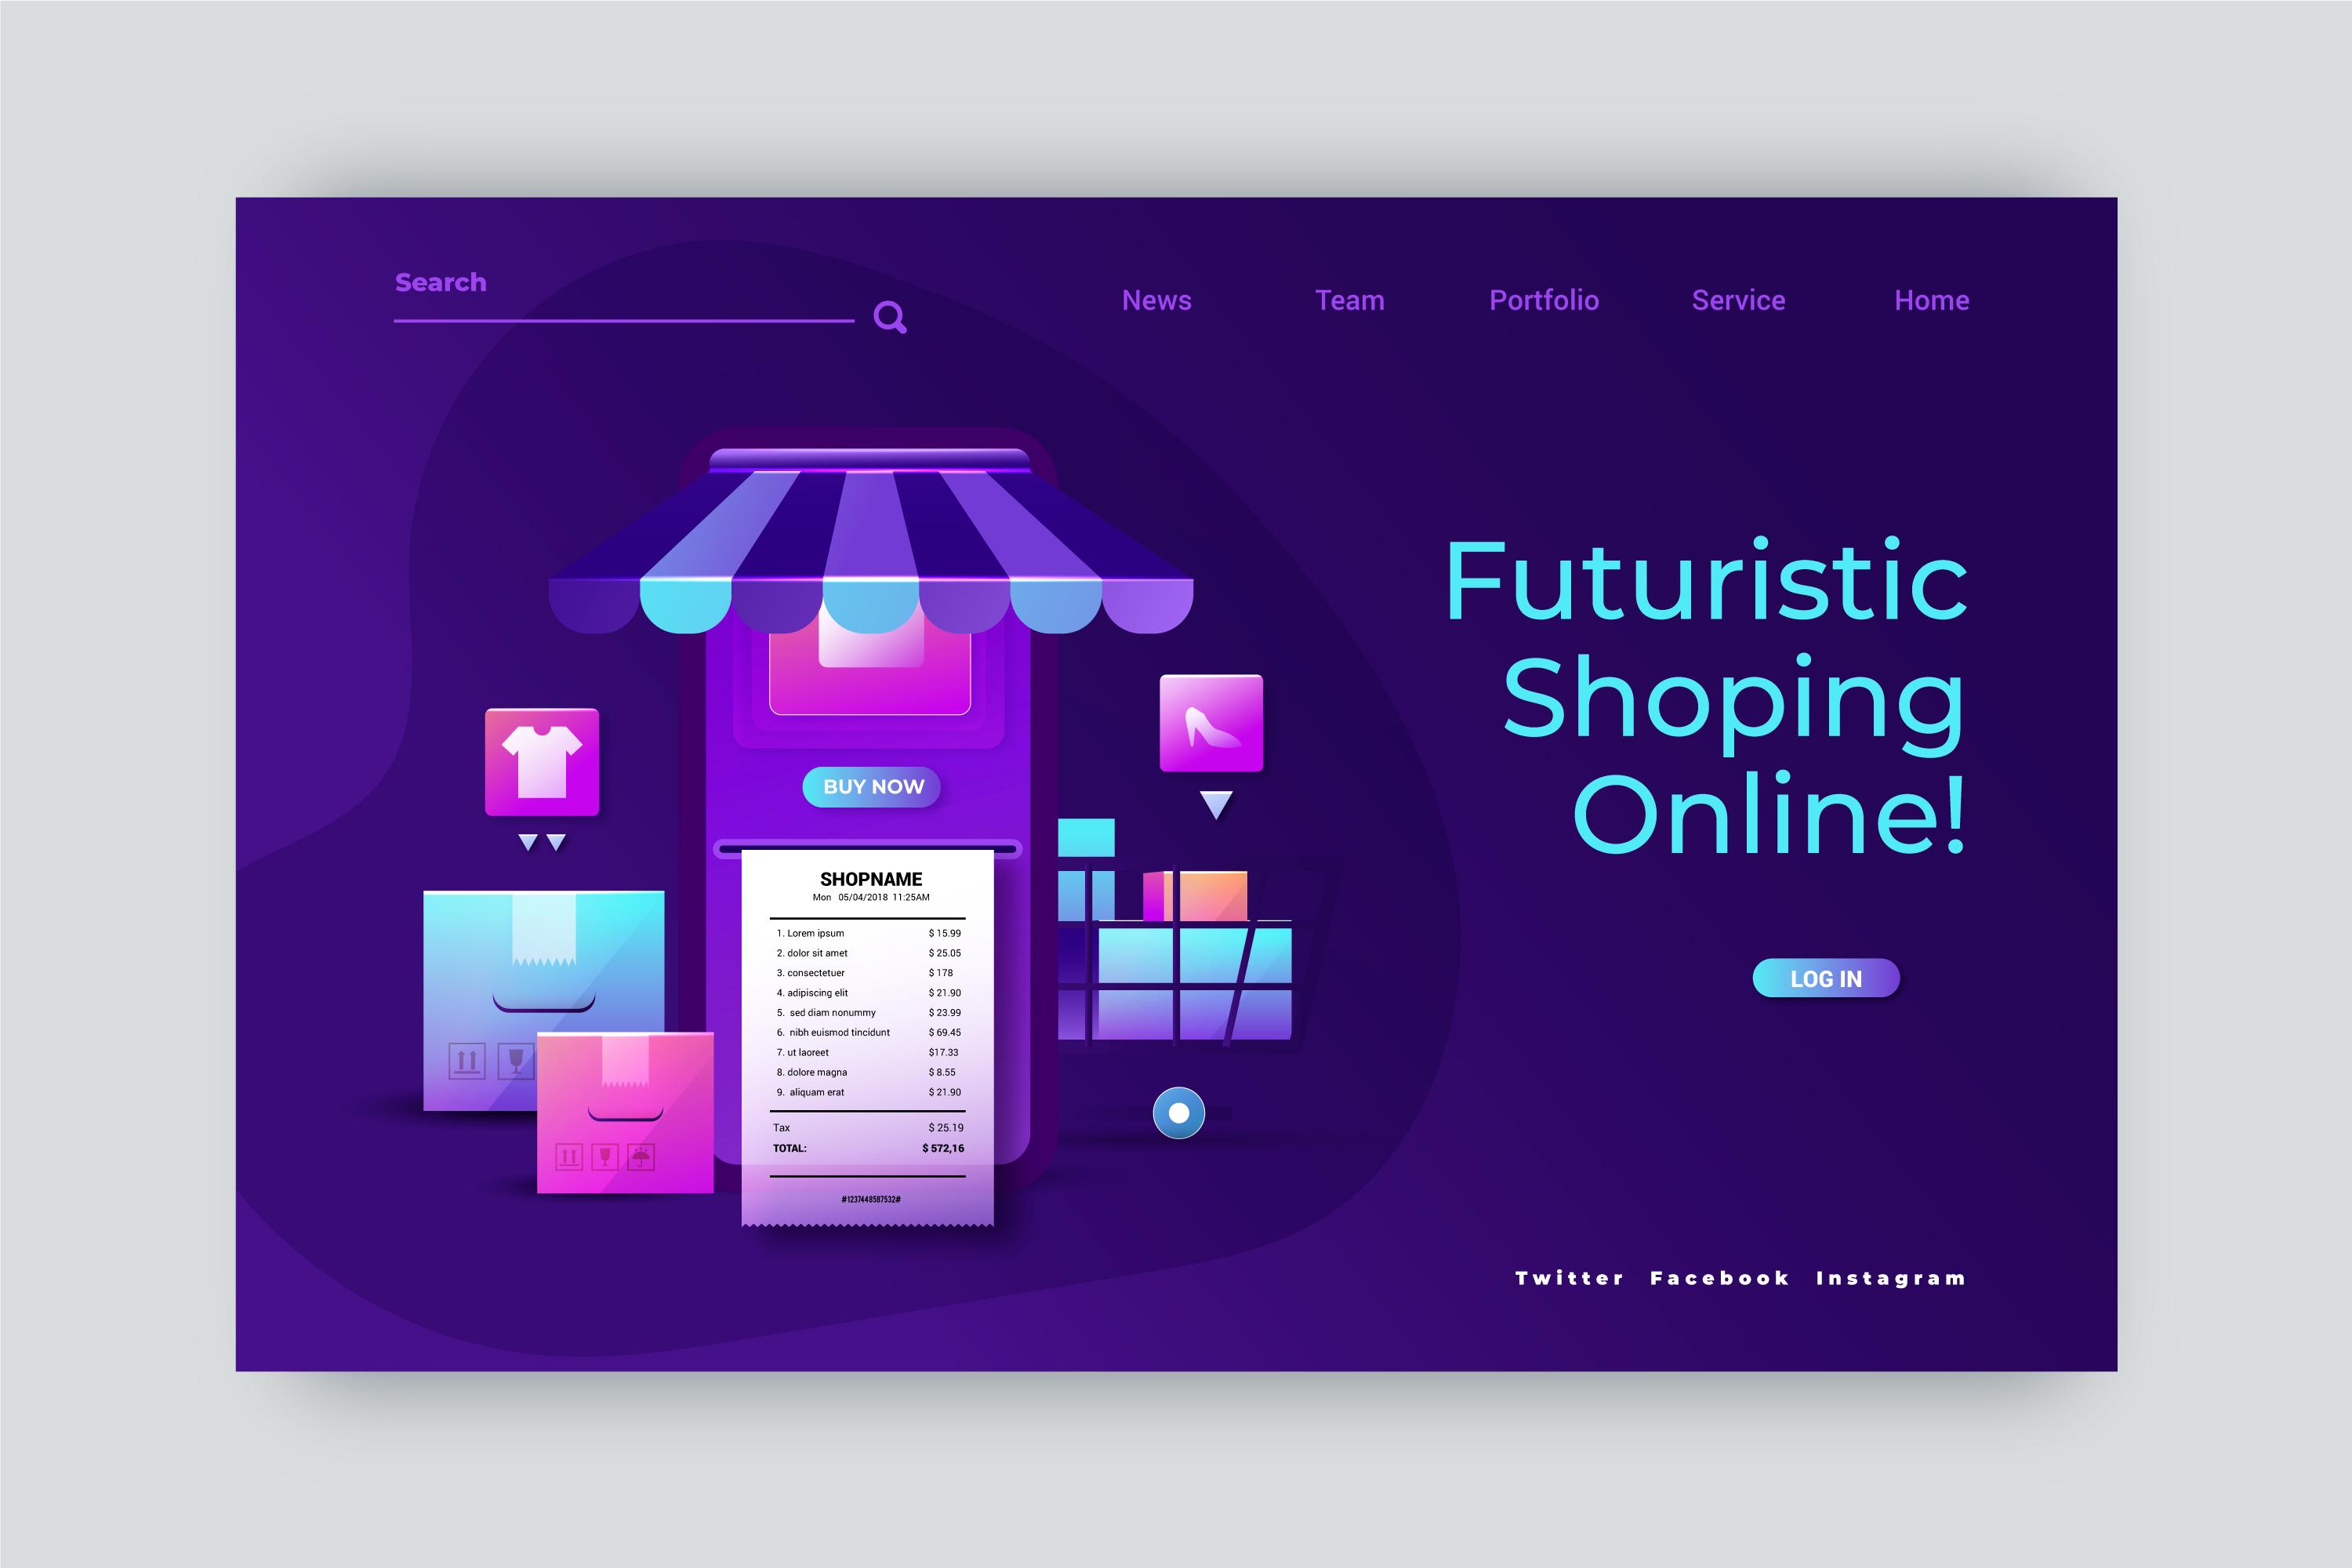 Search
News Team Portfolio Service Home
Futuristic
Shoping
Online!
BUY NOW
SHOPNAME
Mon 05/04/2018 11:25AM
1. Lorem ipsum $ 15.99
2. dolor sit amet $ 25.05
3. consectetuer $ 178
4. adipiscing elit $ 21.90
5. sed diam nonummy $ 23.99
6. nibh euismod tincidunt $ 69.45
7. ut laoreet $17.33
8. dolore magna $ 8.55
9. aliquam erat $ 21.90
Tax $ 25.19
TOTAL: $ 572,16
#1237448587532#
LOG IN
Twitter Facebook Instagram